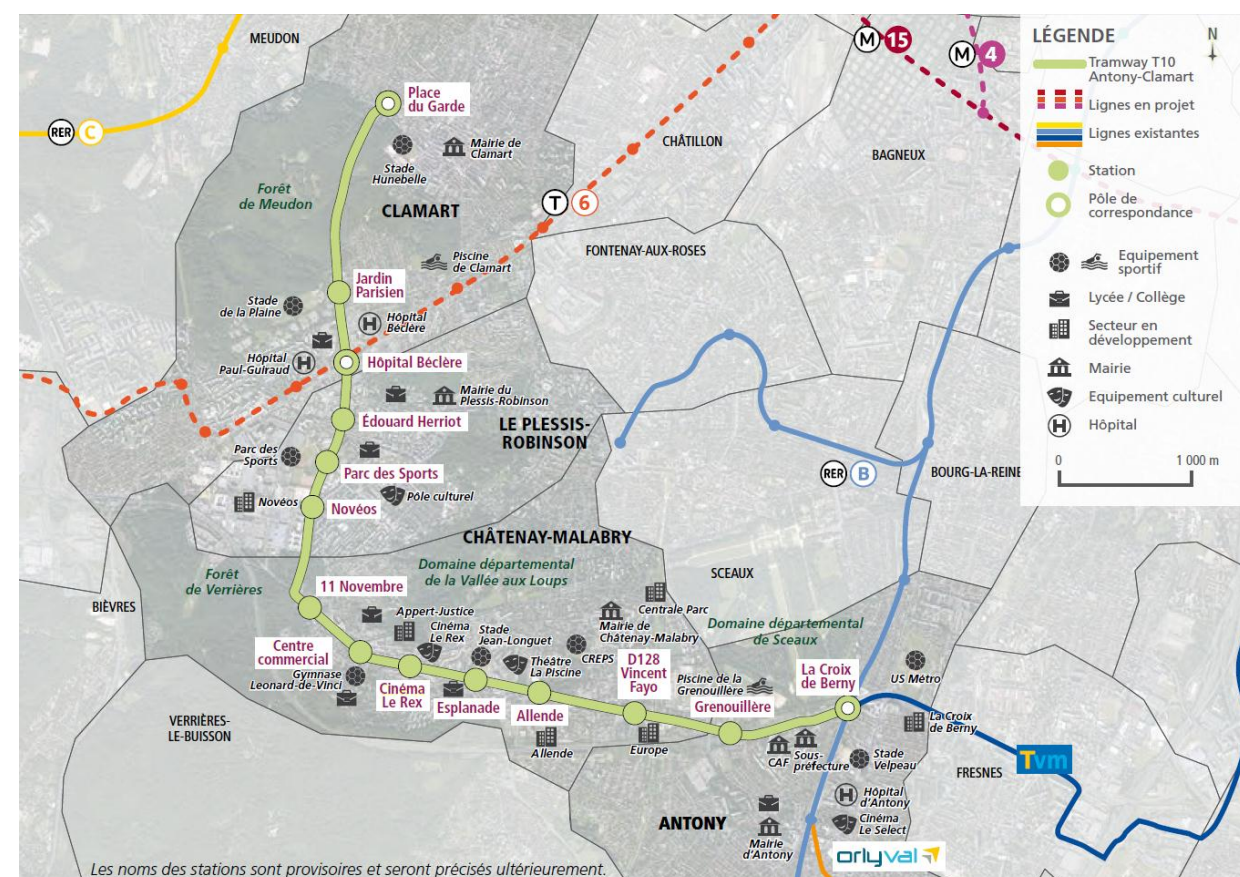 MEUDON
M 15
M 4
RER C
Place
du Garde
Mairie de
Clamart
Stade
Hunebelle
CHÂTILLON
BAGNEUX
Forêt
de Meudon
CLAMART
T 6
FONTENAY-AUX-ROSES
Piscine
de Clamart
Jardin
Parisien
Stade
de la Plaine
H
Hôpital
Béclère
Hôpital
Paul-Guiraud
H
Hôpital Béclère
Mairie du
Plessis-Robinson
Édouard Herriot
LE PLESSIS-
ROBINSON
Parc des
Sports
Parc des Sports
RER B
BOURG-LA-REINE
Novéos
Novéos
Pôle culturel
CHÂTENAY-MALABRY
Domaine départemental
de la Vallée aux Loups
SCEAUX
Forêt
de Verrières
BIÈVRES
11 Novembre
Appert-Justice
Cinéma
Le Rex
Stade
Jean-Longuet
Centrale Parc
Mairie de
Châtenay-Malabry
Domaine départemental
de Sceaux
Centre
commercial
Gymnase
Leonard-de-Vinci
Théâtre
La Piscine
CREPS
D128
Vincent
Fayo
Piscine de la
Grenouillère
La Croix
de Berny
US Métro
Cinéma
Le Rex
Esplanade
Allende
Grenouillère
VERRIÈRES-
LE-BUISSON
Allende
Europe
CAF
Sous-
préfecture
Stade
Velpeau
La Croix
de Berny
Tvm
FRESNES
H
Hôpital
d'Antony
ANTONY
Mairie
d'Antony
Cinéma
Le Select
orlyval
Les noms des stations sont provisoires et seront précisés ultérieurement.
LÉGENDE
N
Tramway T10
Antony-Clamart
Lignes en projet
Lignes existantes
Station
Pôle de
correspondance
Equipement
sportif
Lycée / Collège
Secteur en
développement
Mairie
Equipement culturel
H
Hôpital
0 1 000 m